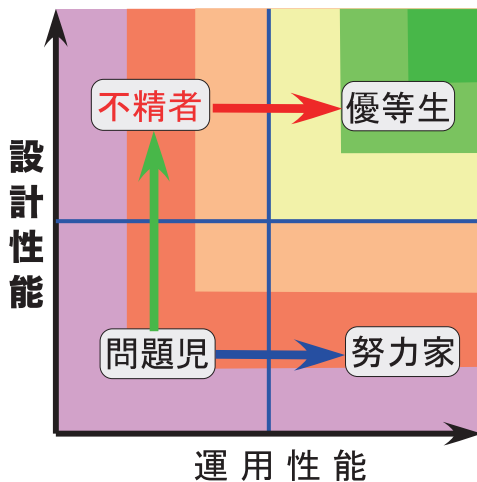 不精者
優等生
設計性能
問題児
努力家
運用性能